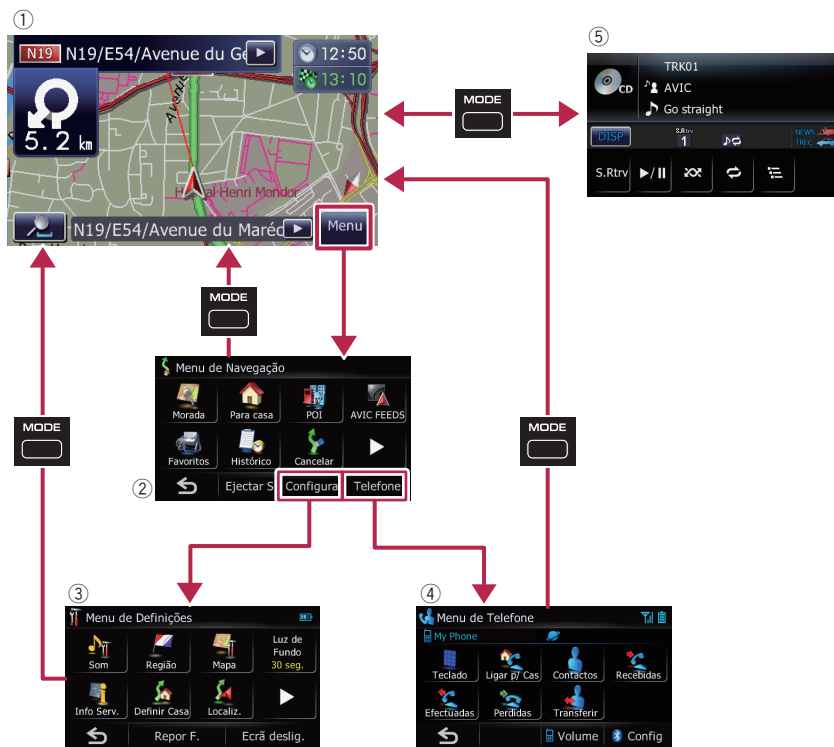 ①
N19 N19/E54/Avenue du Ge
12:50
13:10
5.2 km
Avenue
Henri Mondor
N19/E54/Avenue du Maréc
Menu
MODE
⑤
TRK01
CD
AVIC
Go straight
DISP
S.Rtrv
1
NEWS
TRFC
S.Rtrv
MODE
Menu de Navegação
Morada
Para casa
POI
AVIC FEEDS
Favoritos
Histórico
Cancelar
②
Ejectar S
Configura
Telefone
MODE
MODE
③
Menu de Definições
Som
Região
Mapa
Luz de
Fundo
30 seg.
Info Serv.
Definir Casa
Localiz.
Repor F.
Ecrã deslig.
④
Menu de Telefone
My Phone
Teclado
Ligar p/ Cas
Contactos
Recebidas
Efectuadas
Perdidas
Transferir
Volume
Config